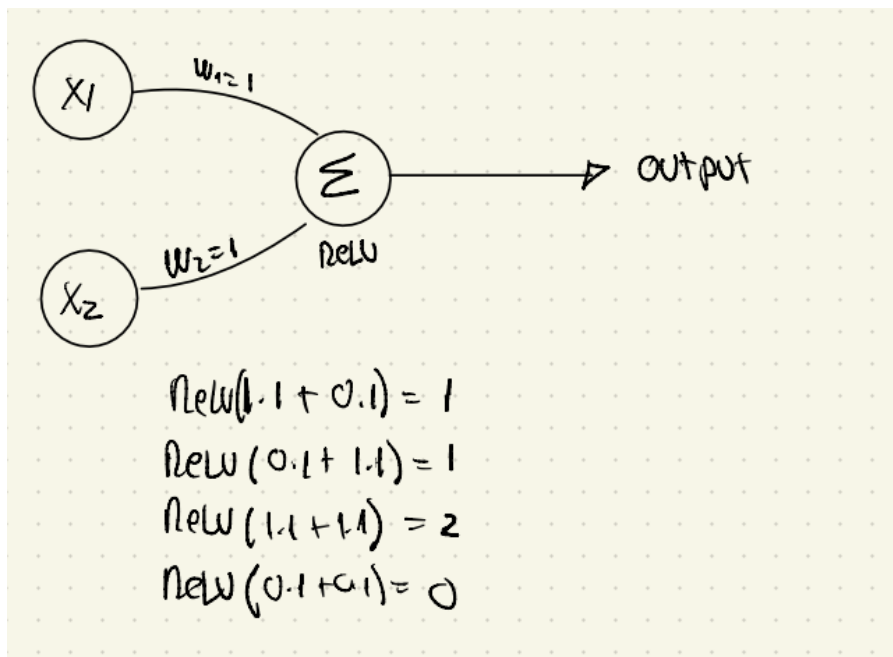 X1
W1=1
Σ
output
W2=1
ReLU
X2
ReLU(1.1 + 0.1) = 1
ReLU (0.1 + 1.1) = 1
ReLU (1.1 + 1.1) = 2
ReLU (0.1 + 0.1) = 0